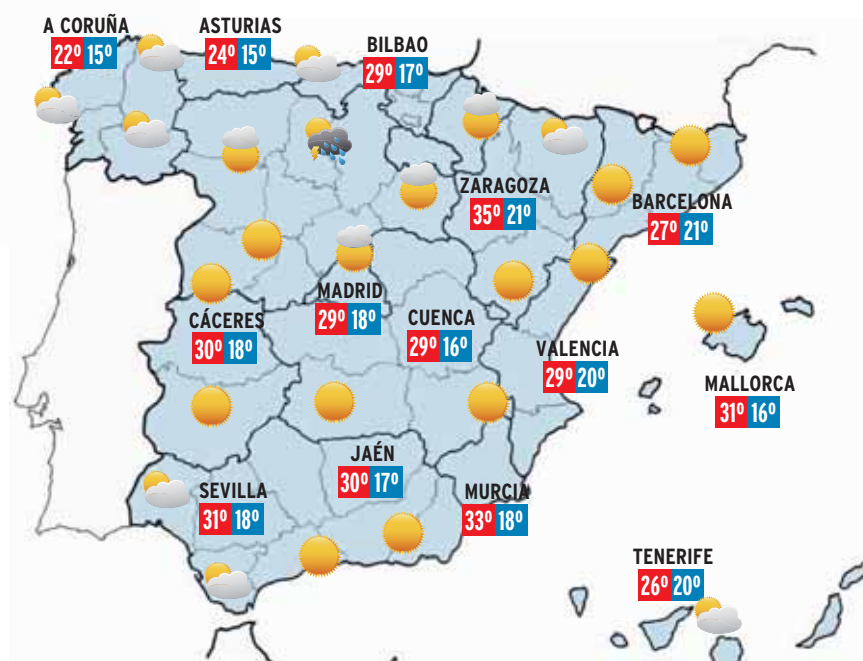 A CORUÑA
22º 15º
ASTURIAS
24º 15º
BILBAO
29º 17º
ZARAGOZA
35º 21º
BARCELONA
27º 21º
MADRID
29º 18º
CÁCERES
30º 18º
CUENCA
29º 16º
VALENCIA
29º 20º
MALLORCA
31º 16º
JAÉN
30º 17º
SEVILLA
31º 18º
MURCIA
33º 18º
TENERIFE
26º 20º